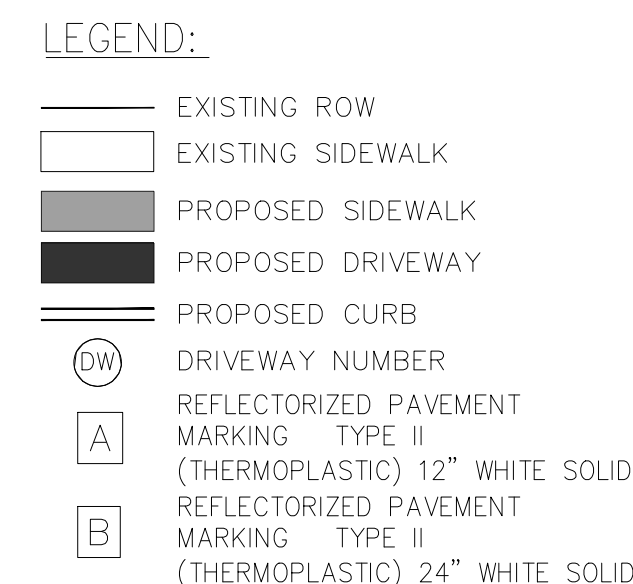 LEGEND:
EXISTING ROW
EXISTING SIDEWALK
PROPOSED SIDEWALK
PROPOSED DRIVEWAY
PROPOSED CURB
DW DRIVEWAY NUMBER
REFLECTORIZED PAVEMENT
A MARKING TYPE II
(THERMOPLASTIC) 12" WHITE SOLID
REFLECTORIZED PAVEMENT
B MARKING TYPE II
(THERMOPLASTIC) 24" WHITE SOLID